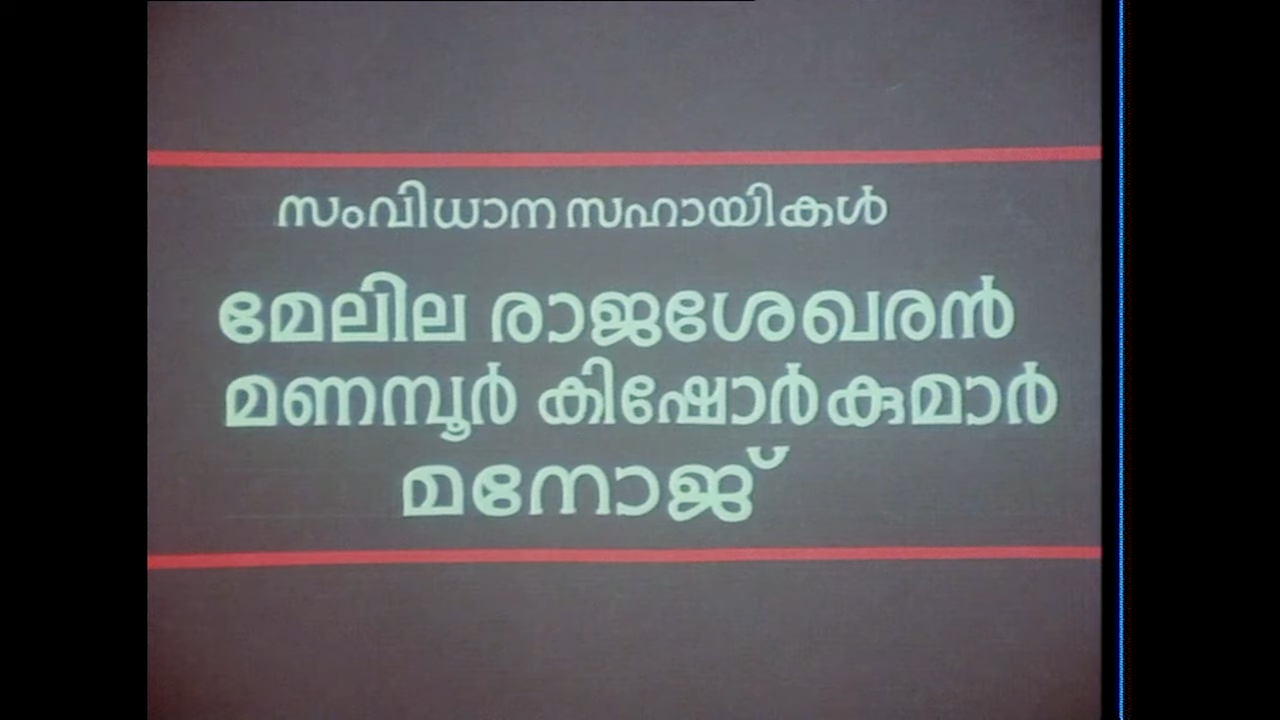 സംവിധാന സഹായികൾ
മേലില രാജശേഖരൻ
മണമ്പൂർ കിഷോർകുമാർ
മനോജ്